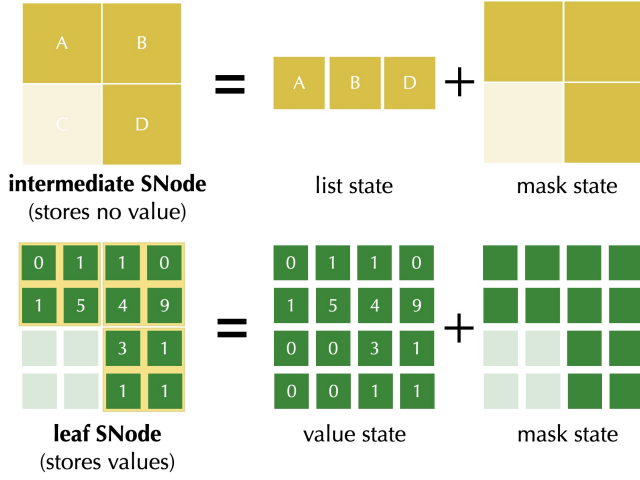 A B = A B D +
C D
intermediate SNode
(stores no value)
list state
mask state
0 1 1 0 0 1 1 0
1 5 4 9 = 1 5 4 9 +
3 1 0 0 3 1
1 1 0 0 1 1
leaf SNode
(stores values)
value state
mask state